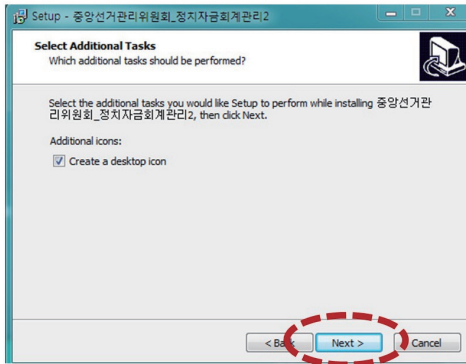 Setup - 중앙선거관리위원회_정치자금회계관리2
Select Additional Tasks
Which additional tasks should be performed?
Select the additional tasks you would like Setup to perform while installing 중앙선거관
리위원회_정치자금회계관리2, then click Next.
Additional icons:
Create a desktop icon
< Back Next > Cancel